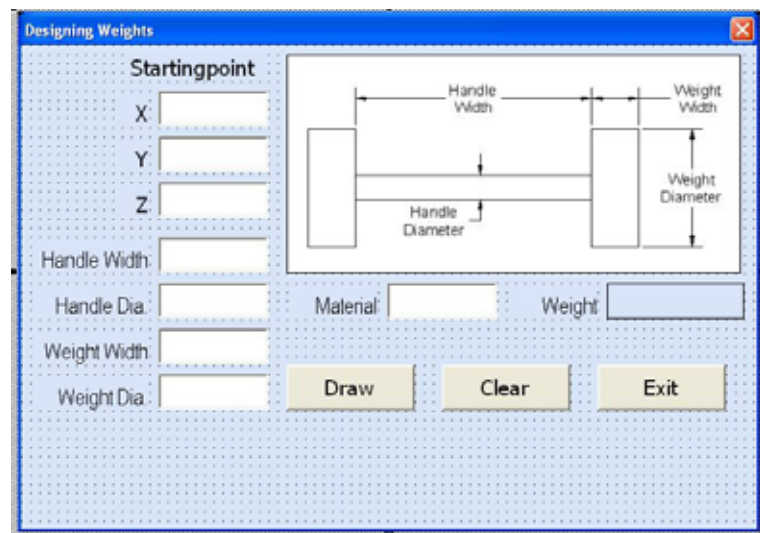 Designing Weights
Startingpoint
X
Y
Z
Handle Width
Handle Dia.
Weight Width
Weight Dia.
Handle
Width
Weight
Width
Weight
Diameter
Handle
Diameter
Material
Weight
Draw
Clear
Exit